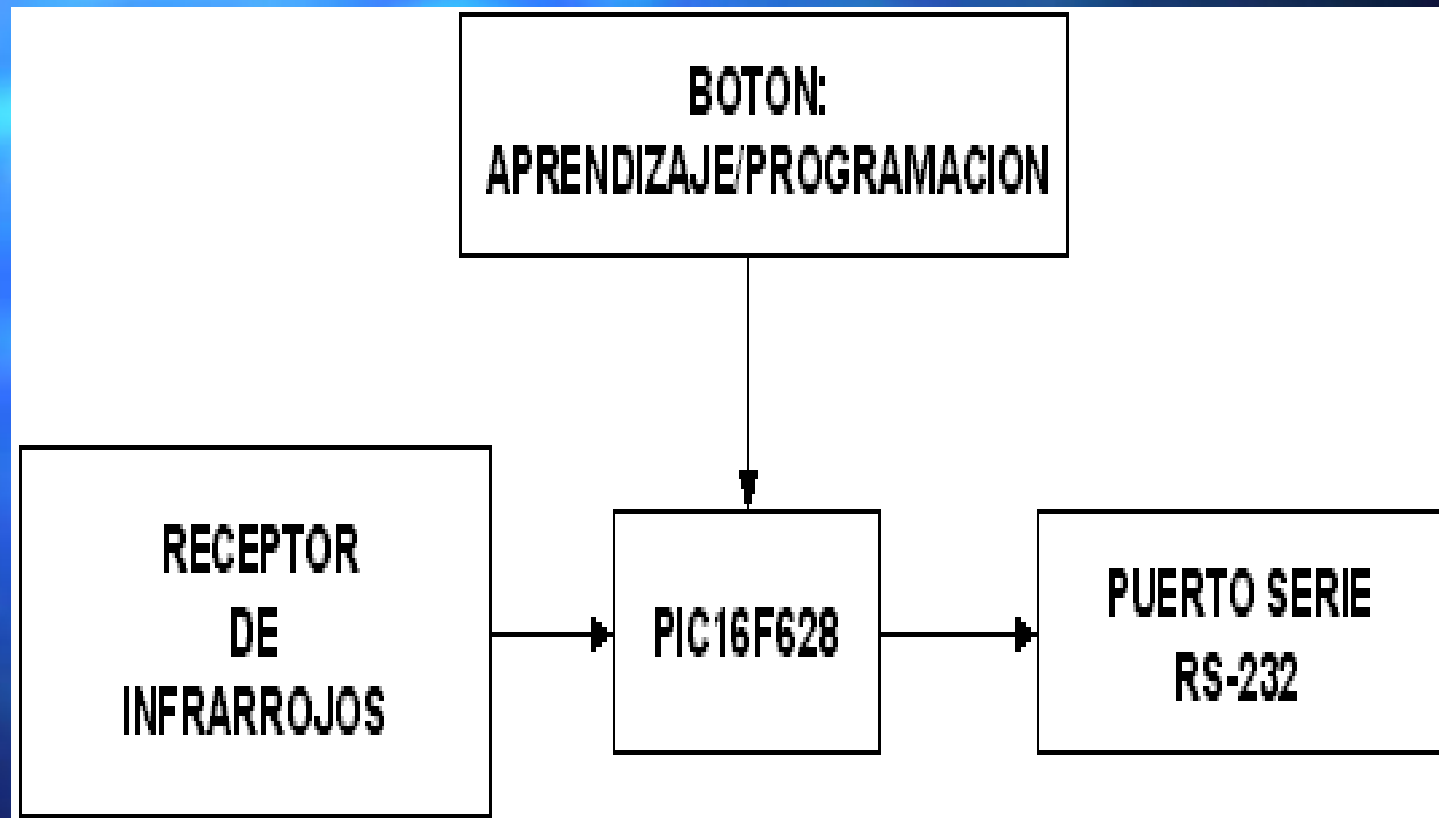 BOTON:
APRENDIZAJE/PROGRAMACION
RECEPTOR
DE
INFRARROJOS
PIC16F628
PUERTO SERIE
RS-232